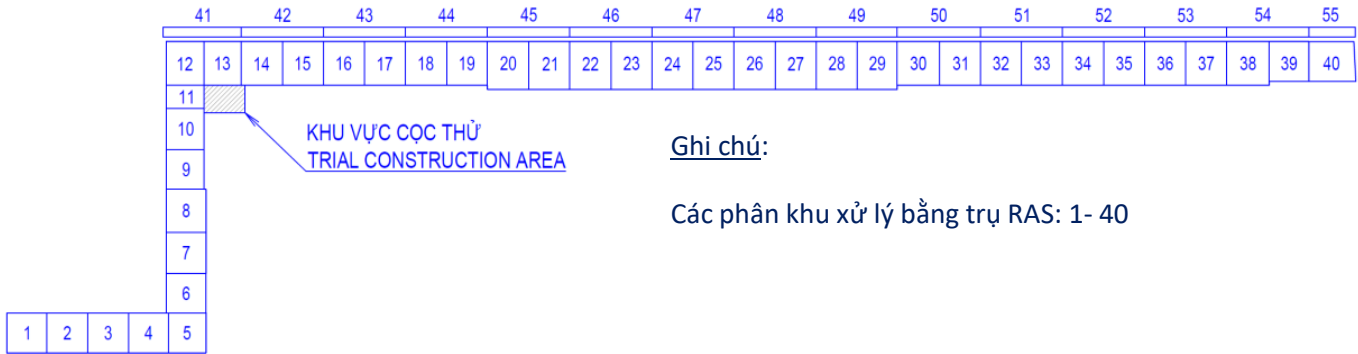 41 42 43 44 45 46 47 48 49 50 51 52 53 54 55
12 13 14 15 16 17 18 19 20 21 22 23 24 25 26 27 28 29 30 31 32 33 34 35 36 37 38 39 40
11
10
KHU VỰC CỌC THỬ
TRIAL CONSTRUCTION AREA
Ghi chú:
9
8
Các phân khu xử lý bằng trụ RAS: 1- 40
7
6
1 2 3 4 5